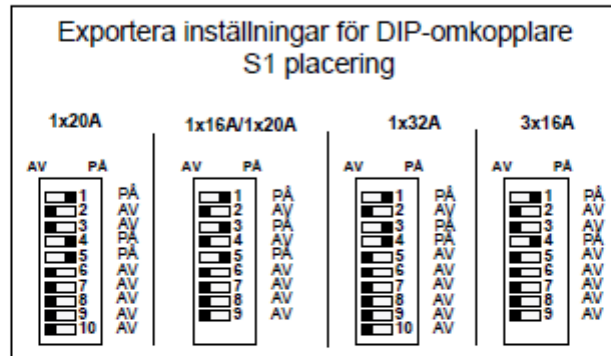 Exportera inställningar för DIP-omkopplare
S1 placering
1x20A 1x16A/1x20A 1x32A 3x16A
AV PÅ AV PÅ AV PÅ AV PÅ
1 PÅ 1 PÅ 1 PÅ 1 PÅ
2 AV 2 AV 2 AV 2 AV
3 AV 3 PÅ 3 PÅ 3 AV
4 PÅ 4 AV 4 PÅ 4 PÅ
5 PÅ 5 PÅ 5 AV 5 AV
6 AV 6 AV 6 AV 6 AV
7 AV 7 AV 7 AV 7 AV
8 AV 8 AV 8 AV 8 AV
9 AV 9 AV 9 AV 9 AV
10 AV 10 AV